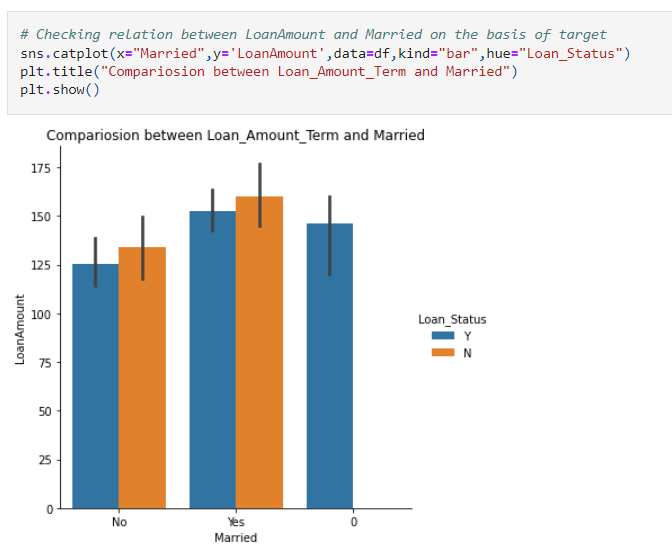 # Checking relation between LoanAmount and Married on the basis of target
sns.catplot(x="Married",y='LoanAmount',data=df,kind="bar",hue="Loan_Status")
plt.title("Compariosion between Loan_Amount_Term and Married")
plt.show()
Compariosion between Loan_Amount_Term and Married
175
150
125
100
75
50
25
0
LoanAmount
No
Yes
0
Married
Loan_Status
Y
N